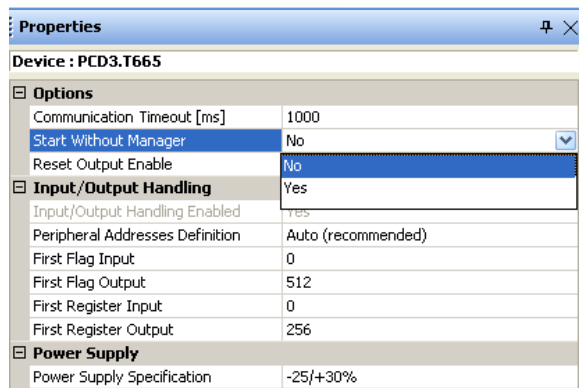 Properties
Device : PCD3.T665
Options
Communication Timeout [ms] 1000
Start Without Manager No
Reset Output Enable No
Input/Output Handling Yes
Input/Output Handling Enabled Yes
Peripheral Addresses Definition Auto (recommended)
First Flag Input 0
First Flag Output 512
First Register Input 0
First Register Output 256
Power Supply
Power Supply Specification -25/+30%